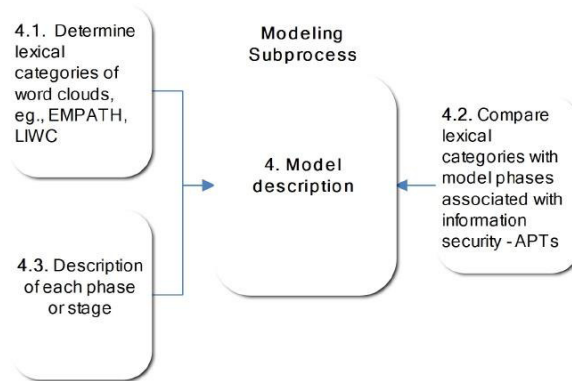 4.1. Determine
lexical
categories of
word clouds,
eg., EMPATH,
LIWC
Modeling
Subprocess
4. Model
description
4.2. Compare
lexical
categories with
model phases
associated with
information
security - APTs
4.3. Description
of each phase
or stage